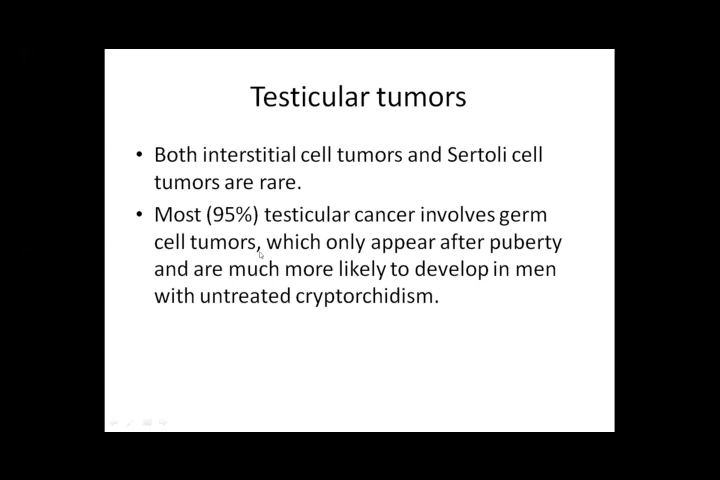 Testicular tumors
• Both interstitial cell tumors and Sertoli cell
tumors are rare.
• Most (95%) testicular cancer involves germ
cell tumors, which only appear after puberty
and are much more likely to develop in men
with untreated cryptorchidism.